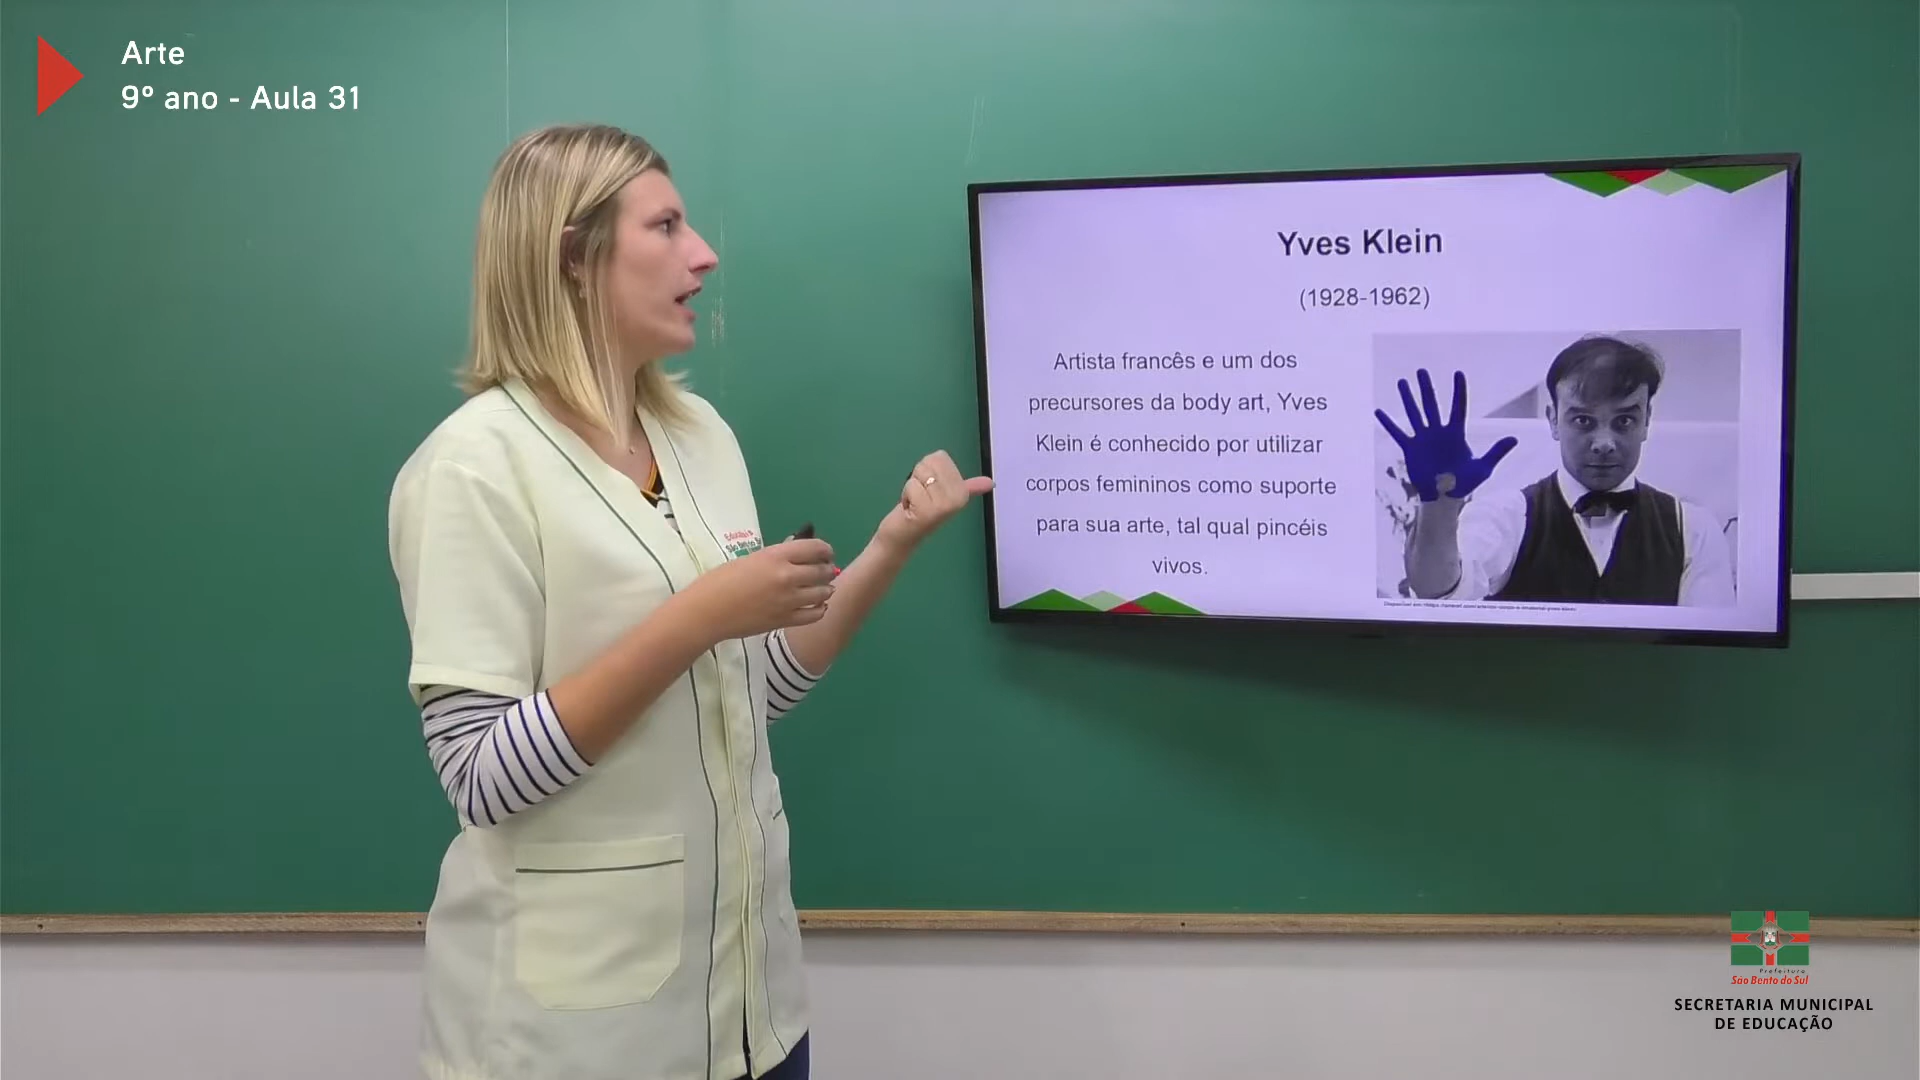 Arte
9º ano - Aula 31
Yves Klein
(1928-1962)
Artista francês e um dos
precursores da body art, Yves
Klein é conhecido por utilizar
corpos femininos como suporte
para sua arte, tal qual pincéis
vivos.
Prefeitura
São Bento do Sul
SECRETARIA MUNICIPAL
DE EDUCAÇÃO